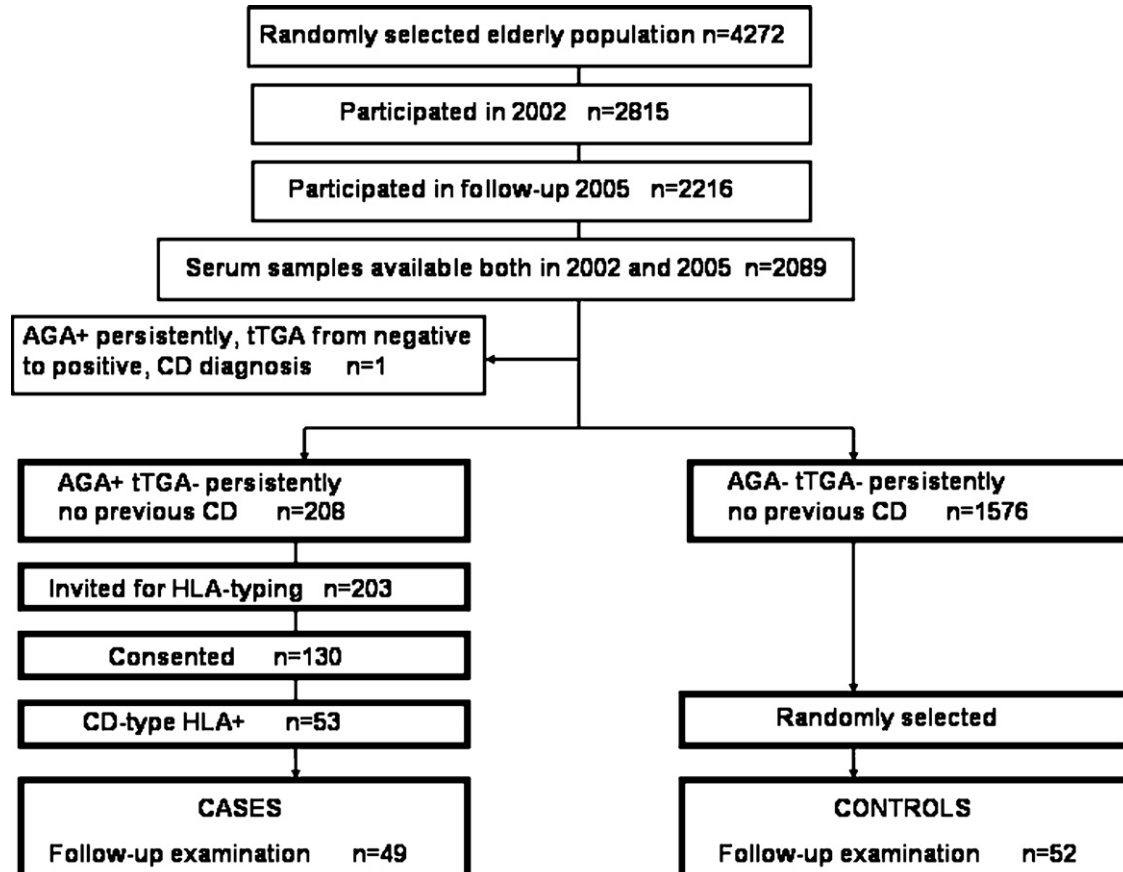 Randomly selected elderly population n=4272
Participated in 2002 n=2815
Participated in follow-up 2005 n=2216
Serum samples available both in 2002 and 2005 n=2089
AGA+ persistently, tTGA from negative
to positive, CD diagnosis n=1
AGA+ tTGA- persistently
no previous CD n=208
AGA- tTGA- persistently
no previous CD n=1576
Invited for HLA-typing n=203
Consented n=130
CD-type HLA+ n=53
Randomly selected
CASES
Follow-up examination n=49
CONTROLS
Follow-up examination n=52